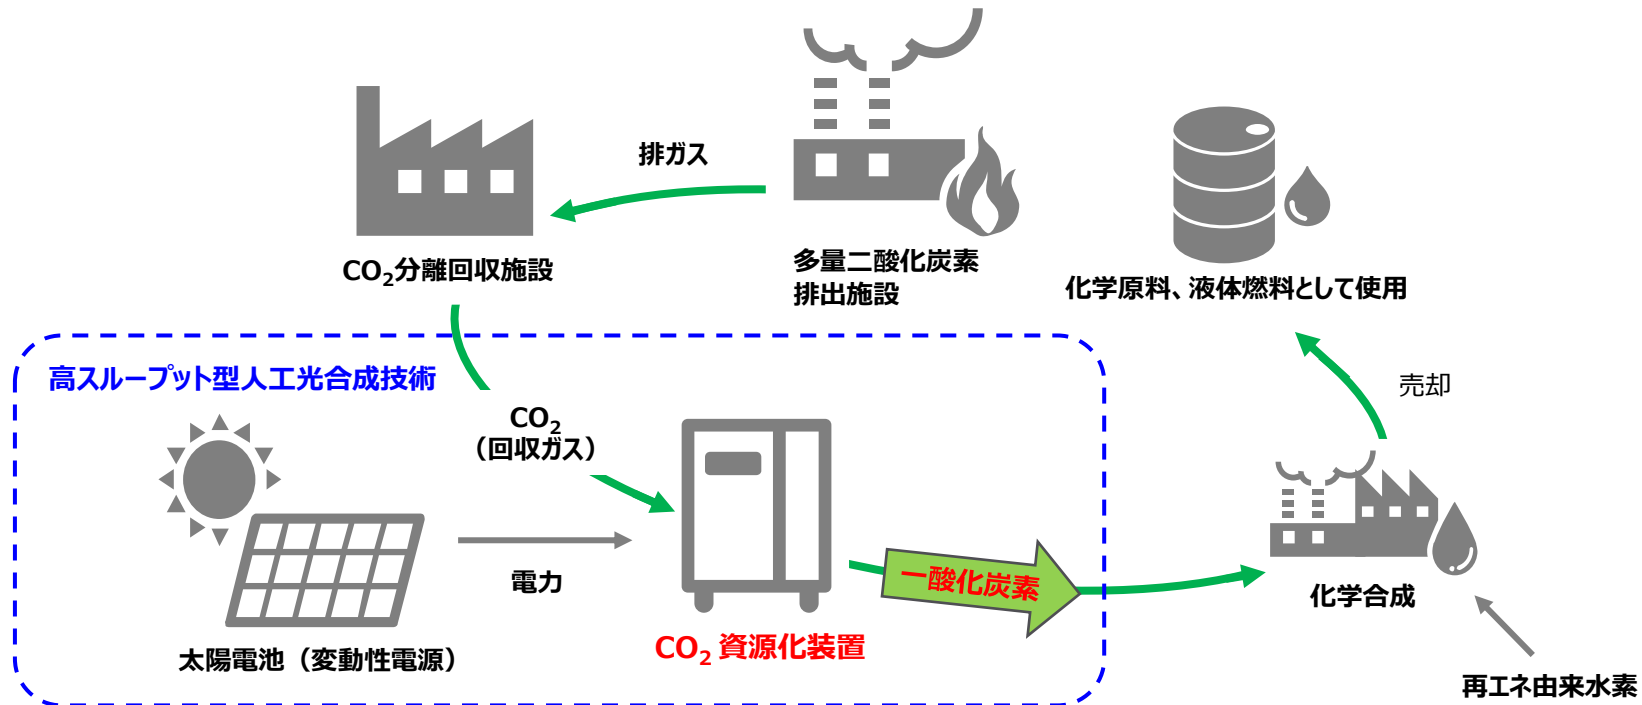 排ガス
CO₂分離回収施設
多量二酸化炭素
排出施設
化学原料、液体燃料として使用
高スループット型人工光合成技術
売却
CO₂
（回収ガス）
電力
一酸化炭素
化学合成
太陽電池（変動性電源）
CO₂ 資源化装置
再エネ由来水素